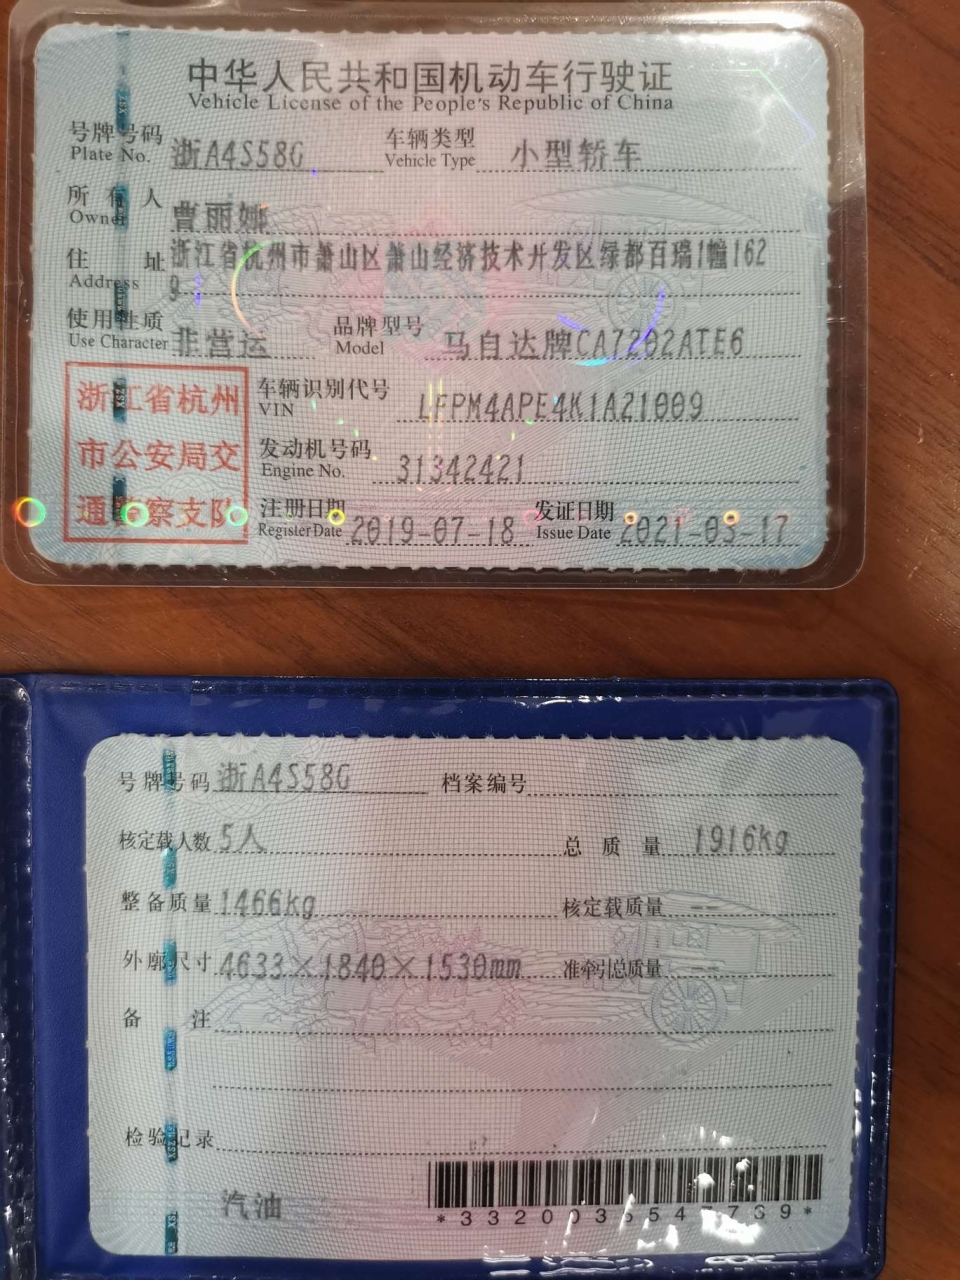 中华人民共和国机动车行驶证
Vehicle License of the People's Republic of China
号牌号码 浙A4S58G 车辆类型 小型轿车
Plate No. Vehicle Type
所有人 曹丽娜
Owner
住址 浙江省杭州市萧山区萧山经济技术开发区绿都百瑞1幢162
Address 9
使用性质 非营运 品牌型号 马自达牌CA7202ATE6
Use Character Model
浙江省杭州
市公安局交
通警察支队
车辆识别代号 LFPM4APE4K1A21009
VIN
发动机号码 31342421
Engine No.
注册日期 2019-07-18 发证日期 2021-03-17
Register Date Issue Date
号牌号码 浙A4S58G 档案编号
核定载人数 5人 总质量 1916kg
整备质量 1466kg 核定载质量 --
外廓尺寸 4633×1840×1530mm 准牵引总质量 --
备注
检验记录
汽油